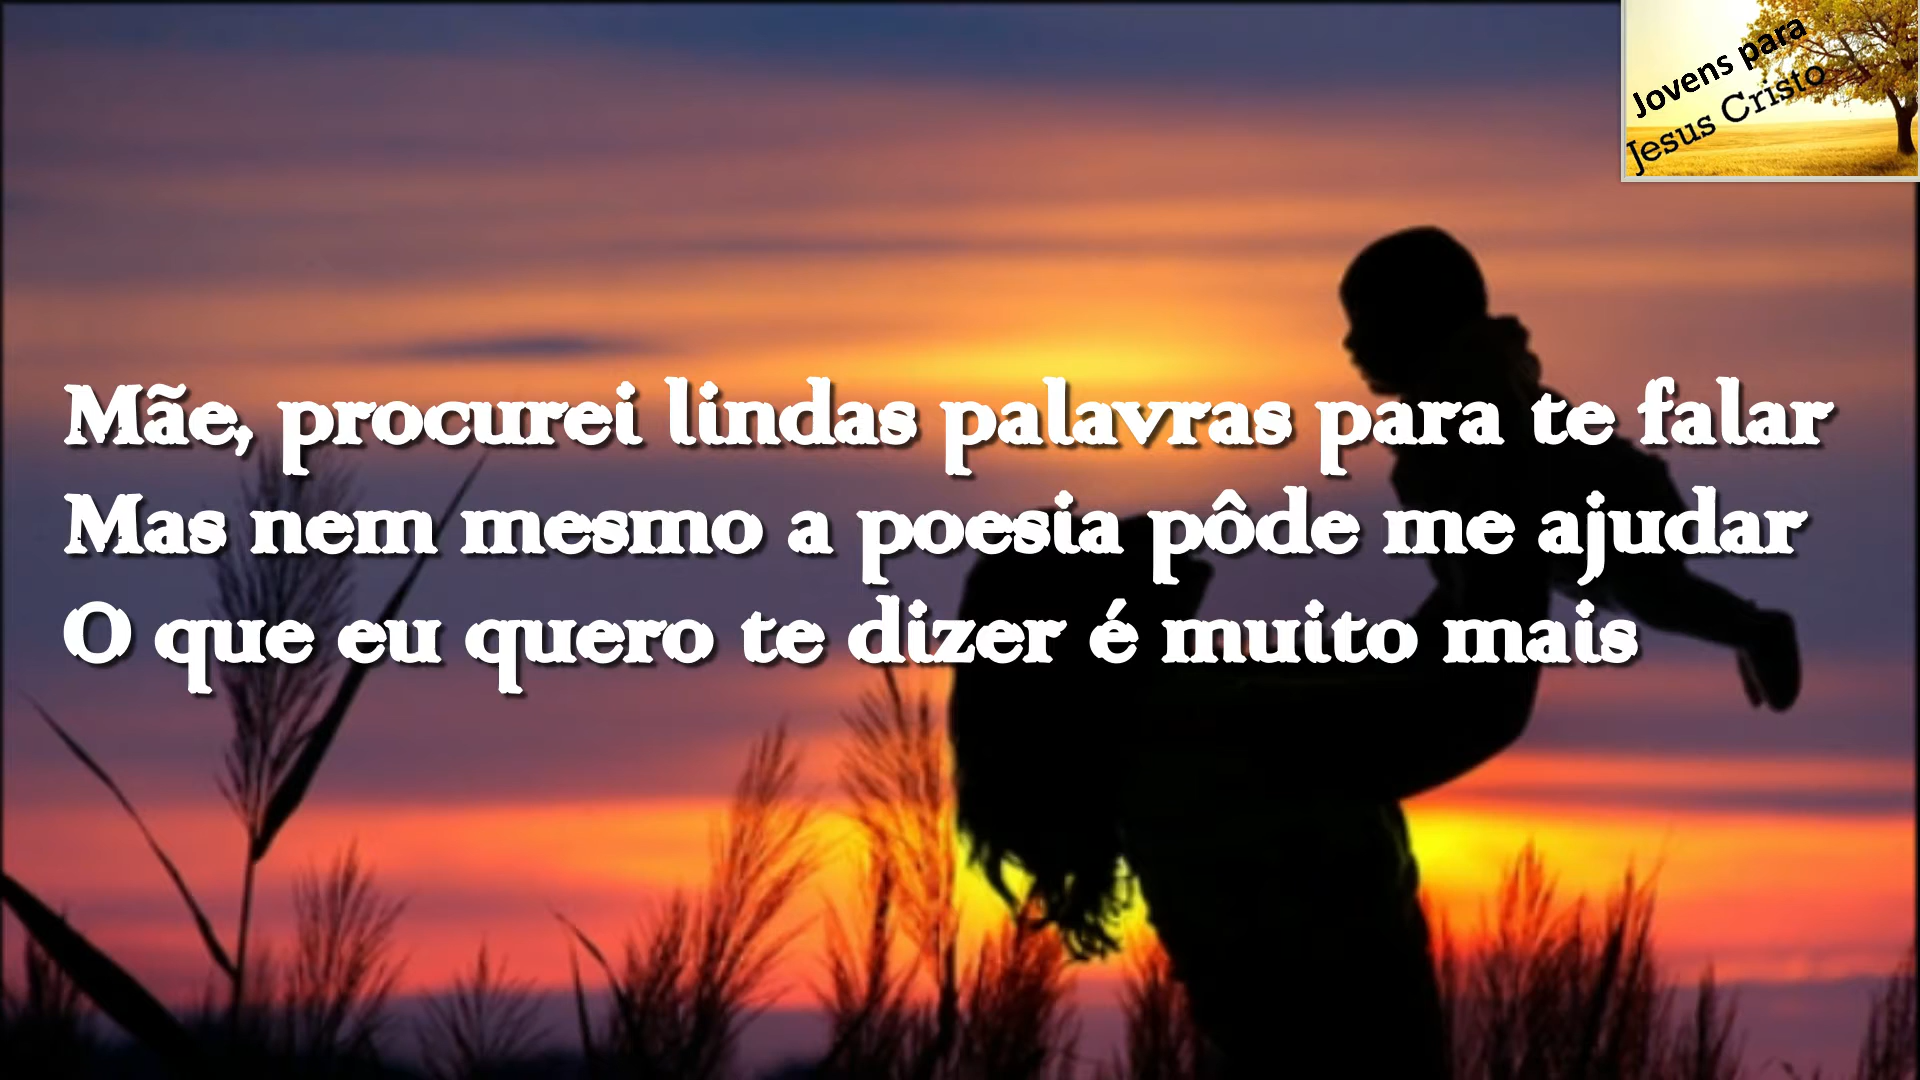 Jovens para
Jesus Cristo
Mãe, procurei lindas palavras para te falar
Mas nem mesmo a poesia pôde me ajudar
O que eu quero te dizer é muito mais